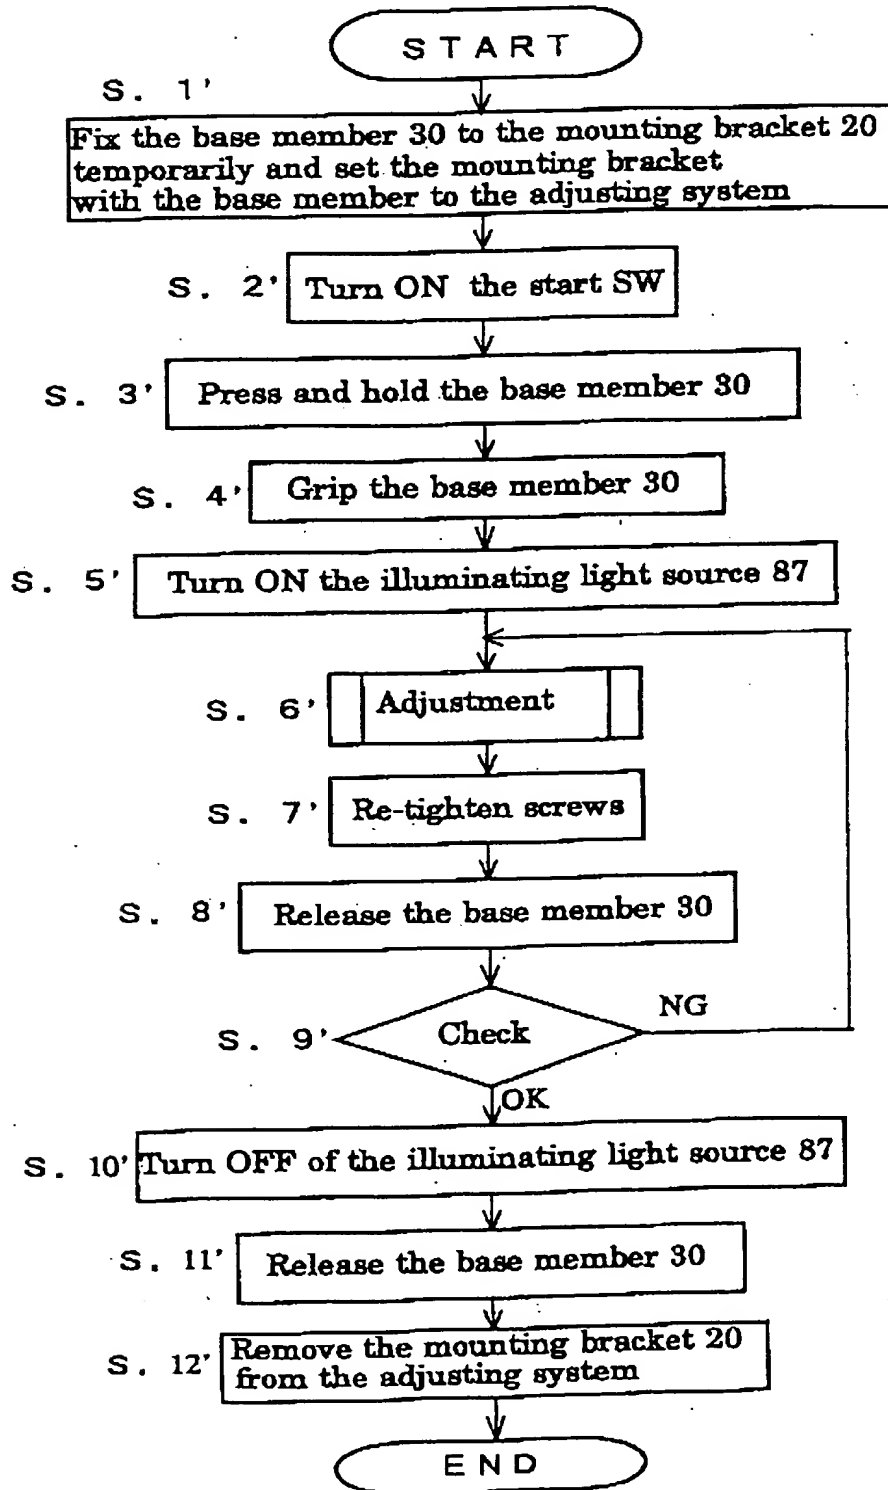 START
S. 1'
Fix the base member 30 to the mounting bracket 20
temporarily and set the mounting bracket
with the base member to the adjusting system
S. 2' Turn ON the start SW
S. 3' Press and hold the base member 30
S. 4' Grip the base member 30
S. 5' Turn ON the illuminating light source 87
S. 6' Adjustment
S. 7' Re-tighten screws
S. 8' Release the base member 30
NG
S. 9' Check
OK
S. 10' Turn OFF of the illuminating light source 87
S. 11' Release the base member 30
S. 12' Remove the mounting bracket 20
from the adjusting system
END